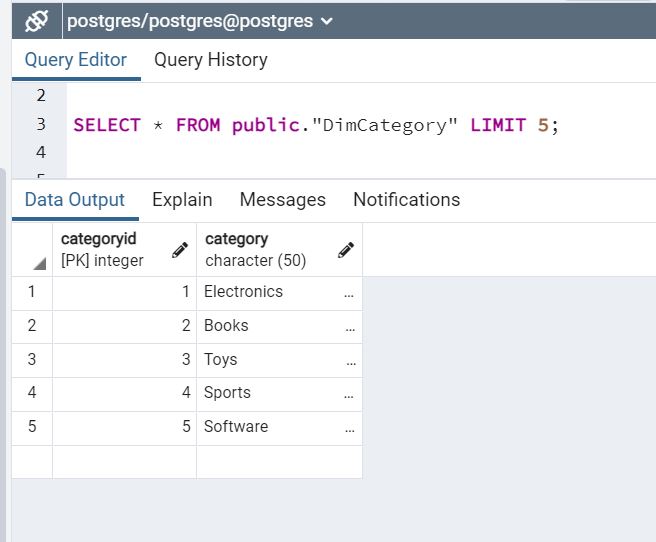 postgres/postgres@postgres
Query Editor Query History
2
3 SELECT * FROM public."DimCategory" LIMIT 5;
4
Data Output Explain Messages Notifications
categoryid category
[PK] integer character (50)
1 1 Electronics ...
2 2 Books ...
3 3 Toys ...
4 4 Sports ...
5 5 Software ...